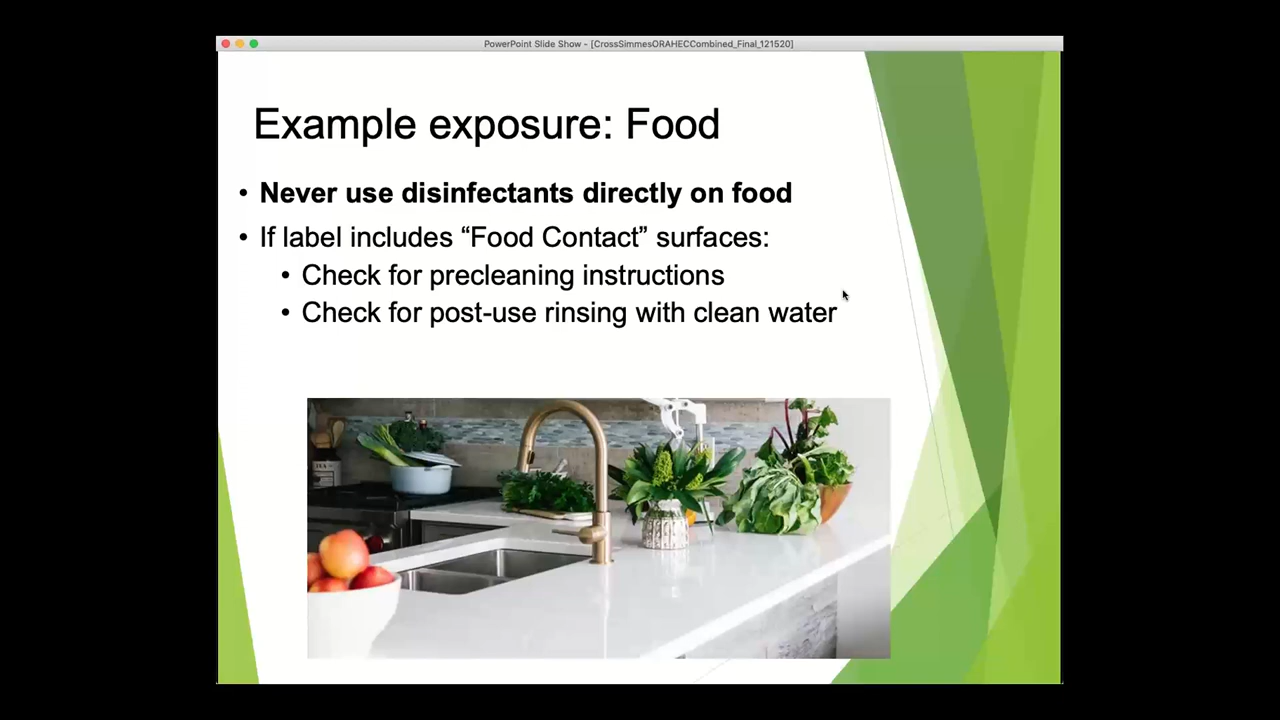 PowerPoint Slide Show - [CrossSimmesORAHECCombined_Final_121520]
Example exposure: Food
• Never use disinfectants directly on food
• If label includes “Food Contact” surfaces:
• Check for precleaning instructions
• Check for post-use rinsing with clean water